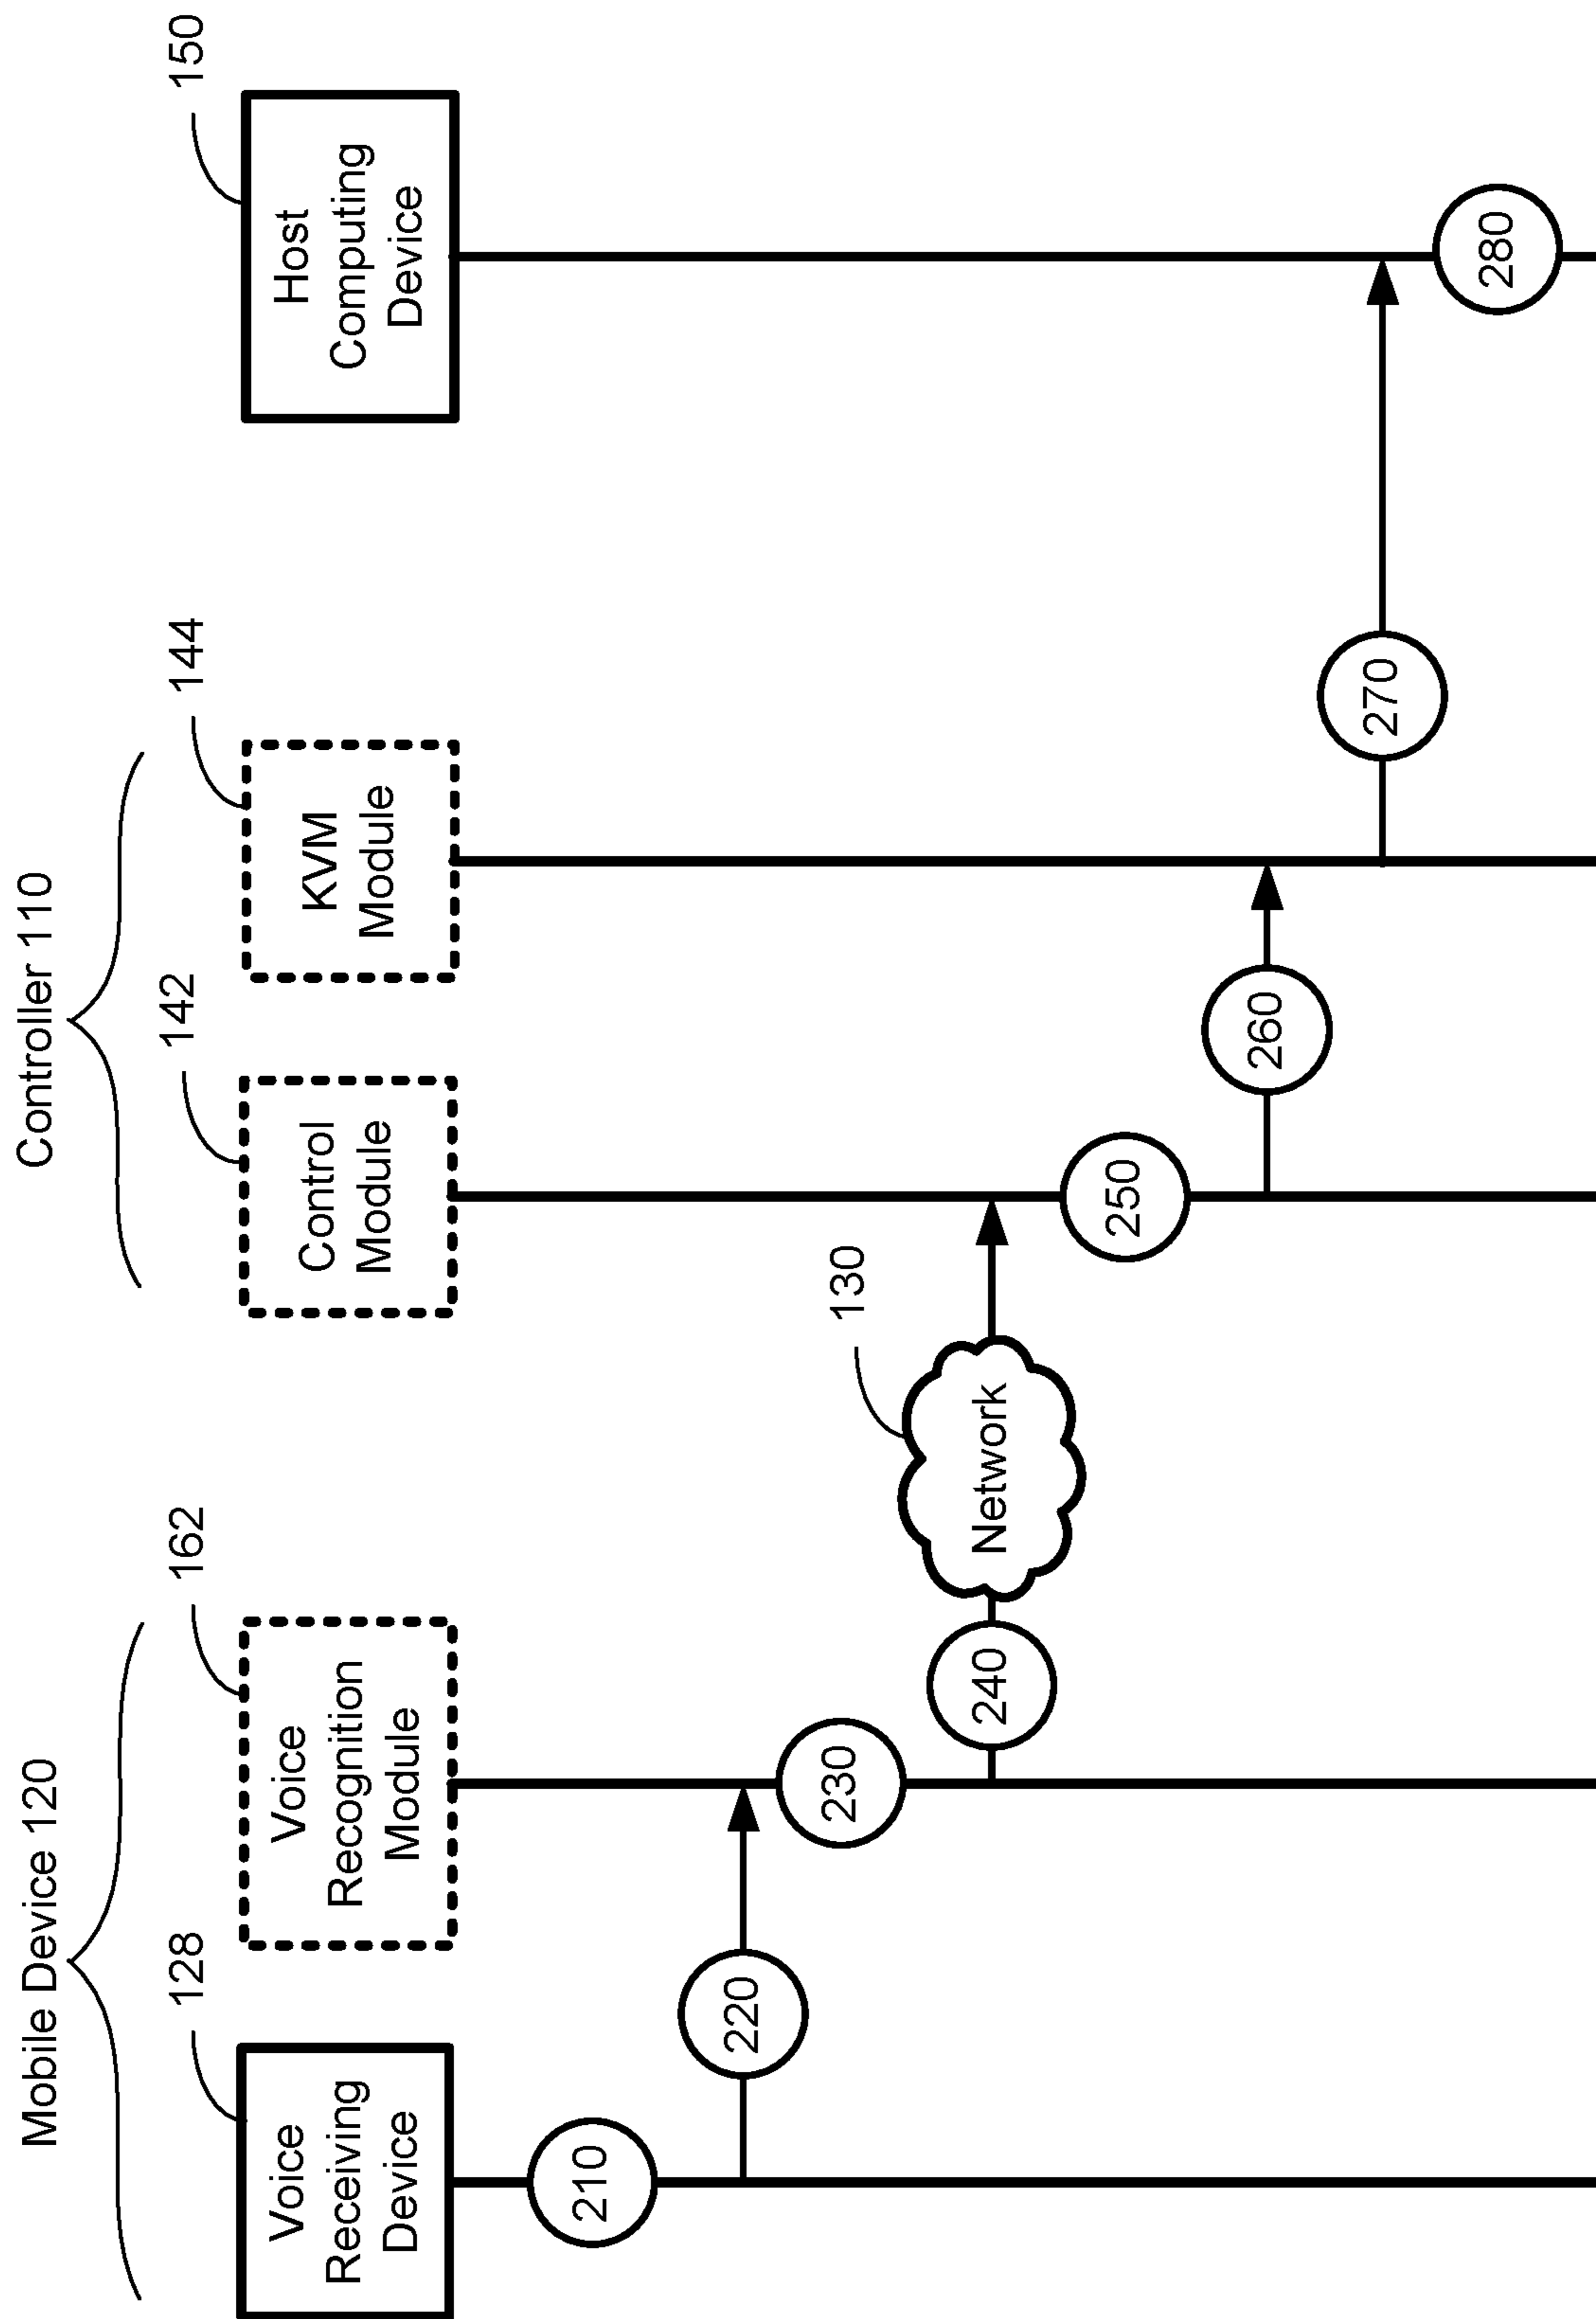 Mobile Device 120
Controller 110
128
162
142
144
150
Voice
Receiving
Device
Voice
Recognition
Module
Control
Module
KVM
Module
Host
Computing
Device
210
220
230
240
Network
130
250
260
270
280